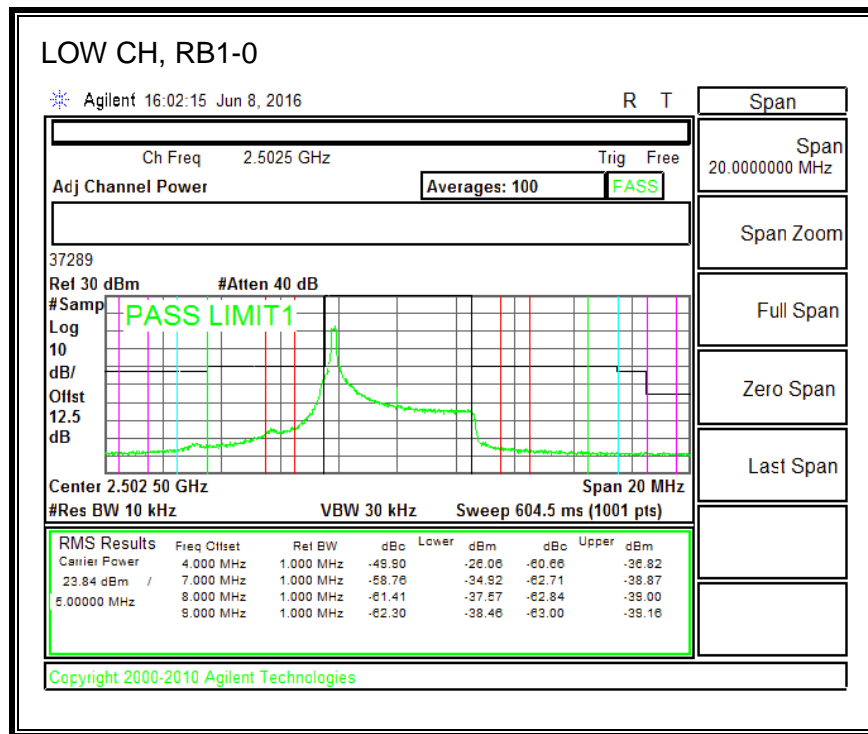 LOW CH, RB1-0
Agilent 16:02:15 Jun 8, 2016 R T
Ch Freq 2.5025 GHz Trig Free
Adj Channel Power Averages: 100 PASS
37289
Ref 30 dBm #Atten 40 dB
#Samp
Log
10
dB/
Offst
12.5
dB
PASS LIMIT1
Center 2.502 50 GHz Span 20 MHz
#Res BW 10 kHz VBW 30 kHz Sweep 604.5 ms (1001 pts)
RMS Results Freq Offset Ref BW dBc Lower dBm dBc Upper dBm
Carrier Power 4.000 MHz 1.000 MHz -49.90 -26.06 -60.66 -36.82
23.84 dBm / 7.000 MHz 1.000 MHz -58.76 -34.92 -62.71 -38.87
5.00000 MHz 8.000 MHz 1.000 MHz -61.41 -37.57 -62.84 -39.00
9.000 MHz 1.000 MHz -62.30 -38.46 -63.00 -39.16
Copyright 2000-2010 Agilent Technologies
Span
Span
20.0000000 MHz
Span Zoom
Full Span
Zero Span
Last Span